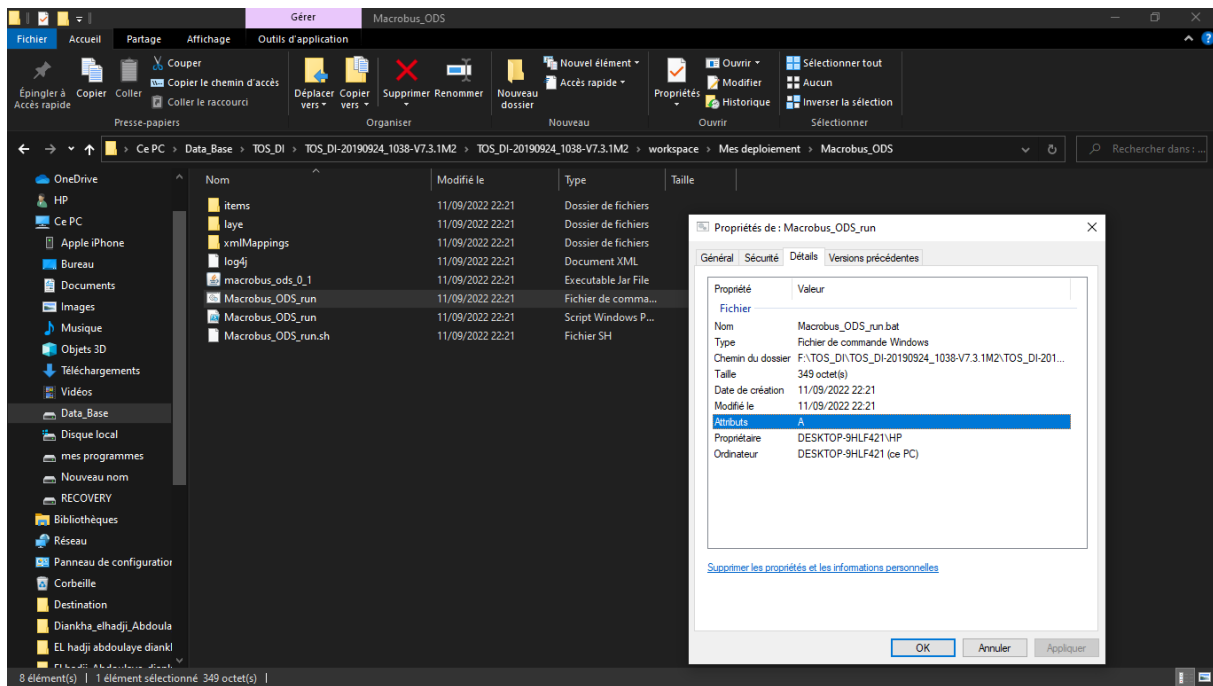 Gérer
Macrobus_ODS
Fichier
Accueil
Partage
Affichage
Outils d'application
Épingler à
Accès rapide
Copier
Coller
Couper
Copier le chemin d'accès
Coller le raccourci
Presse-papiers
Déplacer
vers
Copier
vers
Supprimer
Renommer
Organiser
Nouveau
dossier
Nouvel élément
Accès rapide
Nouveau
Propriétés
Ouvrir
Modifier
Historique
Ouvrir
Sélectionner tout
Aucun
Inverser la sélection
Sélectionner
Ce PC > Data_Base > TOS_DI > TOS_DI-20190924_1038-V7.3.1M2 > TOS_DI-20190924_1038-V7.3.1M2 > workspace > Mes deploiement > Macrobus_ODS
Rechercher dans : ...
OneDrive
HP
Ce PC
Apple iPhone
Bureau
Documents
Images
Musique
Objets 3D
Téléchargements
Vidéos
Data_Base
Disque local
mes programmes
Nouveau nom
RECOVERY
Bibliothèques
Réseau
Panneau de configuration
Corbeille
Destination
Diankha_elhadji_Abdoula
EL hadji abdoulaye diankl
Nom Modifié le Type Taille
items 11/09/2022 22:21 Dossier de fichiers
laye 11/09/2022 22:21 Dossier de fichiers
xmlMappings 11/09/2022 22:21 Dossier de fichiers
log4j 11/09/2022 22:21 Document XML
macrobus_ods_0_1 11/09/2022 22:21 Executable Jar File
Macrobus_ODS_run 11/09/2022 22:21 Fichier de comma...
Macrobus_ODS_run 11/09/2022 22:21 Script Windows P...
Macrobus_ODS_run.sh 11/09/2022 22:21 Fichier SH
Propriétés de : Macrobus_ODS_run
Général Sécurité Détails Versions précédentes
Propriété Valeur
Fichier
Nom Macrobus_ODS_run.bat
Type Fichier de commande Windows
Chemin du dossier F:\TOS_DI\TOS_DI-20190924_1038-V7.3.1M2\TOS_DI-201...
Taille 349 octet(s)
Date de création 11/09/2022 22:21
Modifié le 11/09/2022 22:21
Attributs A
Propriétaire DESKTOP-9HLF421\HP
Ordinateur DESKTOP-9HLF421 (ce PC)
Supprimer les propriétés et les informations personnelles
OK Annuler Appliquer
8 élément(s) | 1 élément sélectionné 349 octet(s) |